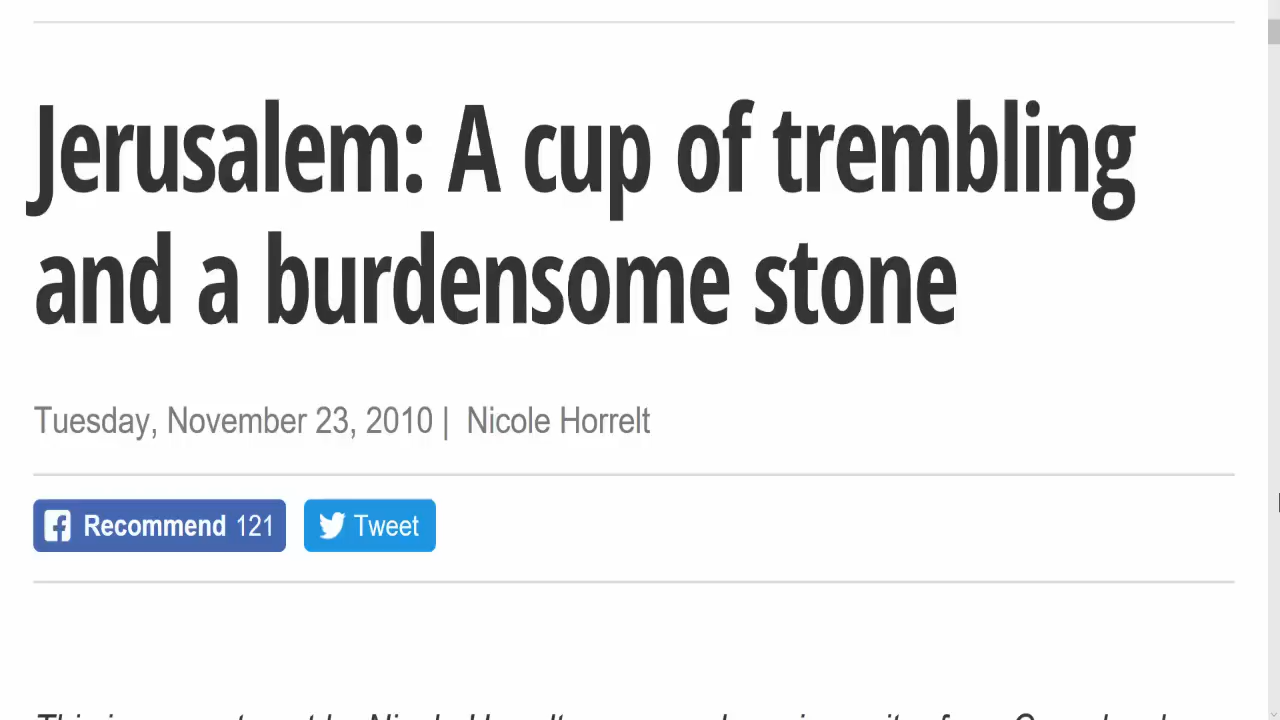 Jerusalem: A cup of trembling
and a burdensome stone
Tuesday, November 23, 2010 | Nicole Horrelt
Recommend 121 Tweet